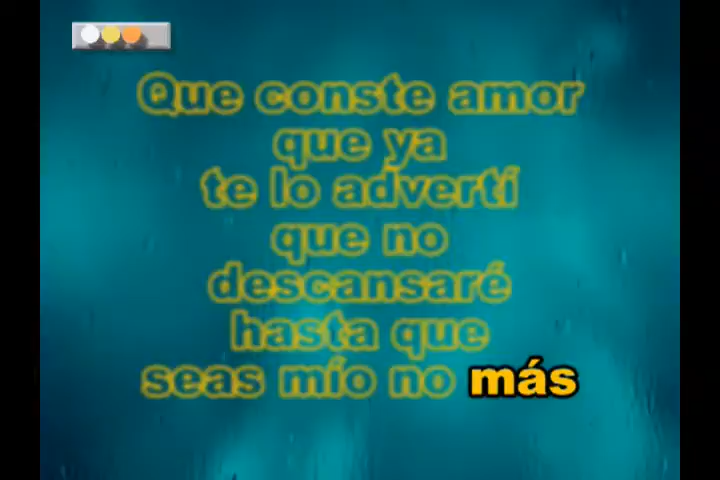 Que conste amor
que ya
te lo advertí
que no
descansaré
hasta que
seas mío no más